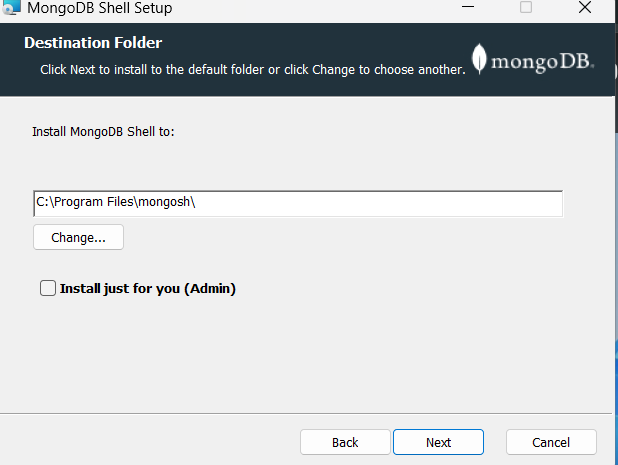 MongoDB Shell Setup
Destination Folder
Click Next to install to the default folder or click Change to choose another.
mongoDB®
Install MongoDB Shell to:
C:\Program Files\mongosh\
Change...
Install just for you (Admin)
Back
Next
Cancel